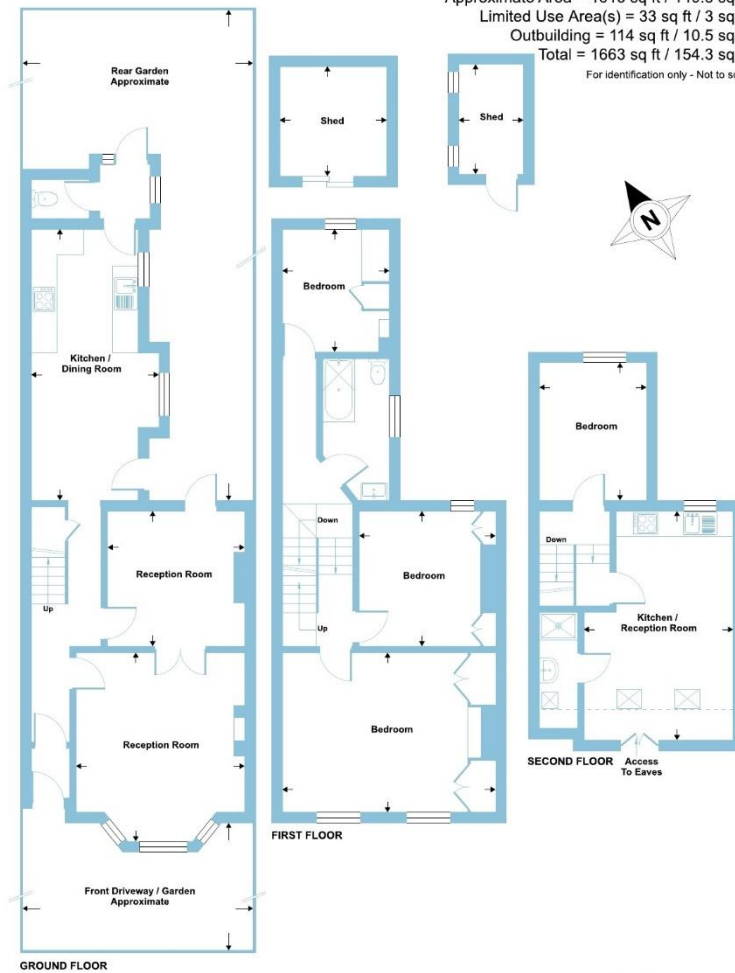 Limited Use Area(s) = 33 sq ft / 3 sq
Outbuilding = 114 sq ft / 10.5 sq
Total = 1663 sq ft / 154.3 sq
For identification only - Not to
Rear Garden
Approximate
Shed
Shed
N
Bedroom
Kitchen /
Dining Room
Bedroom
Down
Up
Reception Room
Up
Bedroom
Down
Kitchen /
Reception Room
Reception Room
Bedroom
SECOND FLOOR
Access
To Eaves
FIRST FLOOR
Front Driveway / Garden
Approximate
GROUND FLOOR